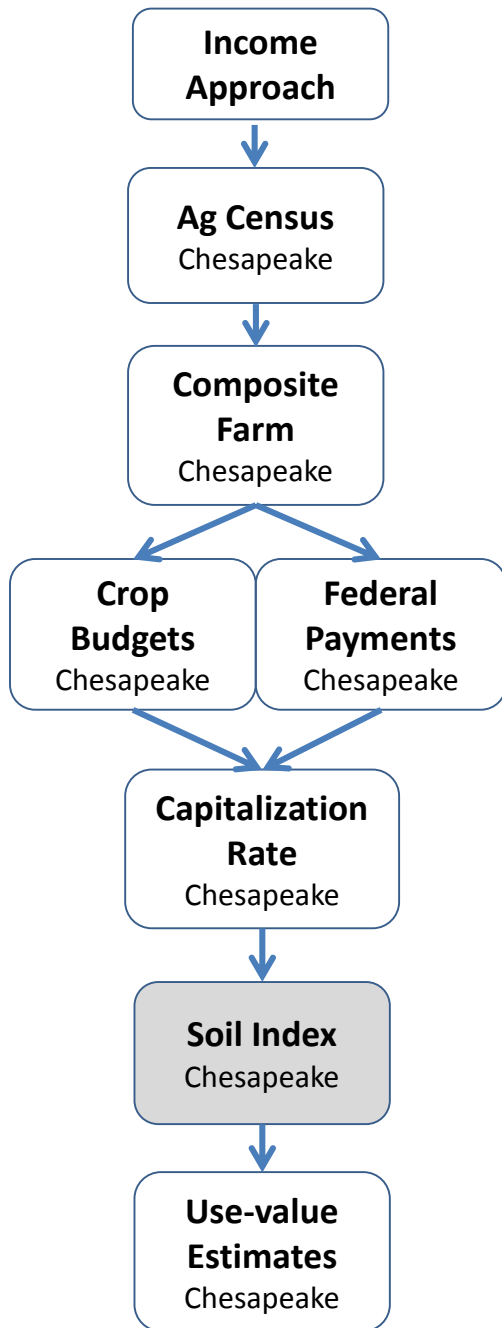 Income
Approach
Ag Census
Chesapeake
Composite
Farm
Chesapeake
Crop
Budgets
Chesapeake
Federal
Payments
Chesapeake
Capitalization
Rate
Chesapeake
Soil Index
Chesapeake
Use-value
Estimates
Chesapeake